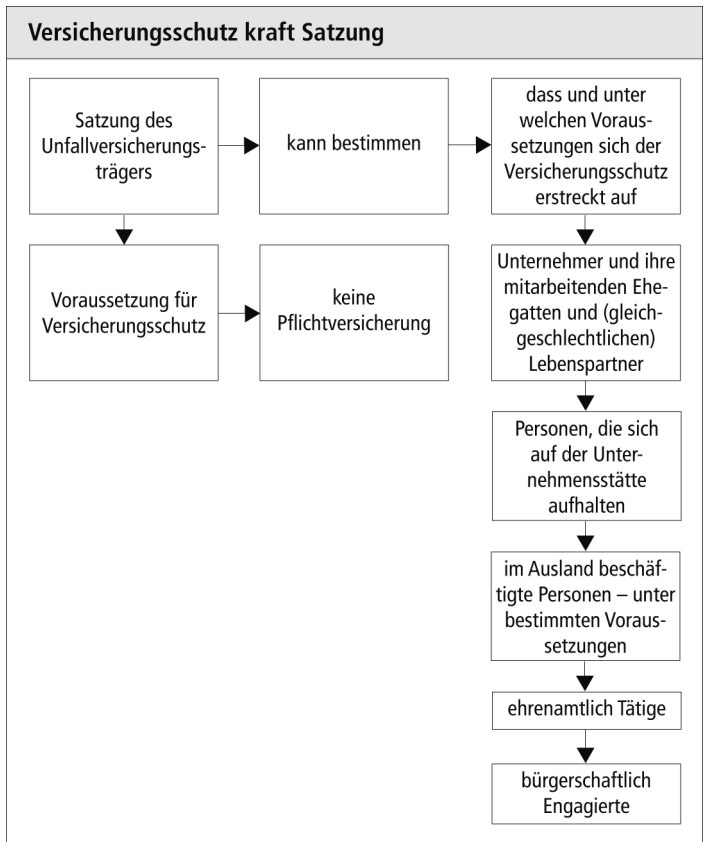 Versicherungsschutz kraft Satzung
Satzung des
Unfallversicherungs-
trägers
kann bestimmen
dass und unter
welchen Voraus-
setzungen sich der
Versicherungsschutz
erstreckt auf
Voraussetzung für
Versicherungsschutz
keine
Pflichtversicherung
Unternehmer und ihre
mitarbeitenden Ehe-
gatten und (gleich-
geschlechtlichen)
Lebenspartner
Personen, die sich
auf der Unter-
nehmensstätte
aufhalten
im Ausland beschäf-
tigte Personen – unter
bestimmten Voraus-
setzungen
ehrenamtlich Tätige
bürgerschaftlich
Engagierte